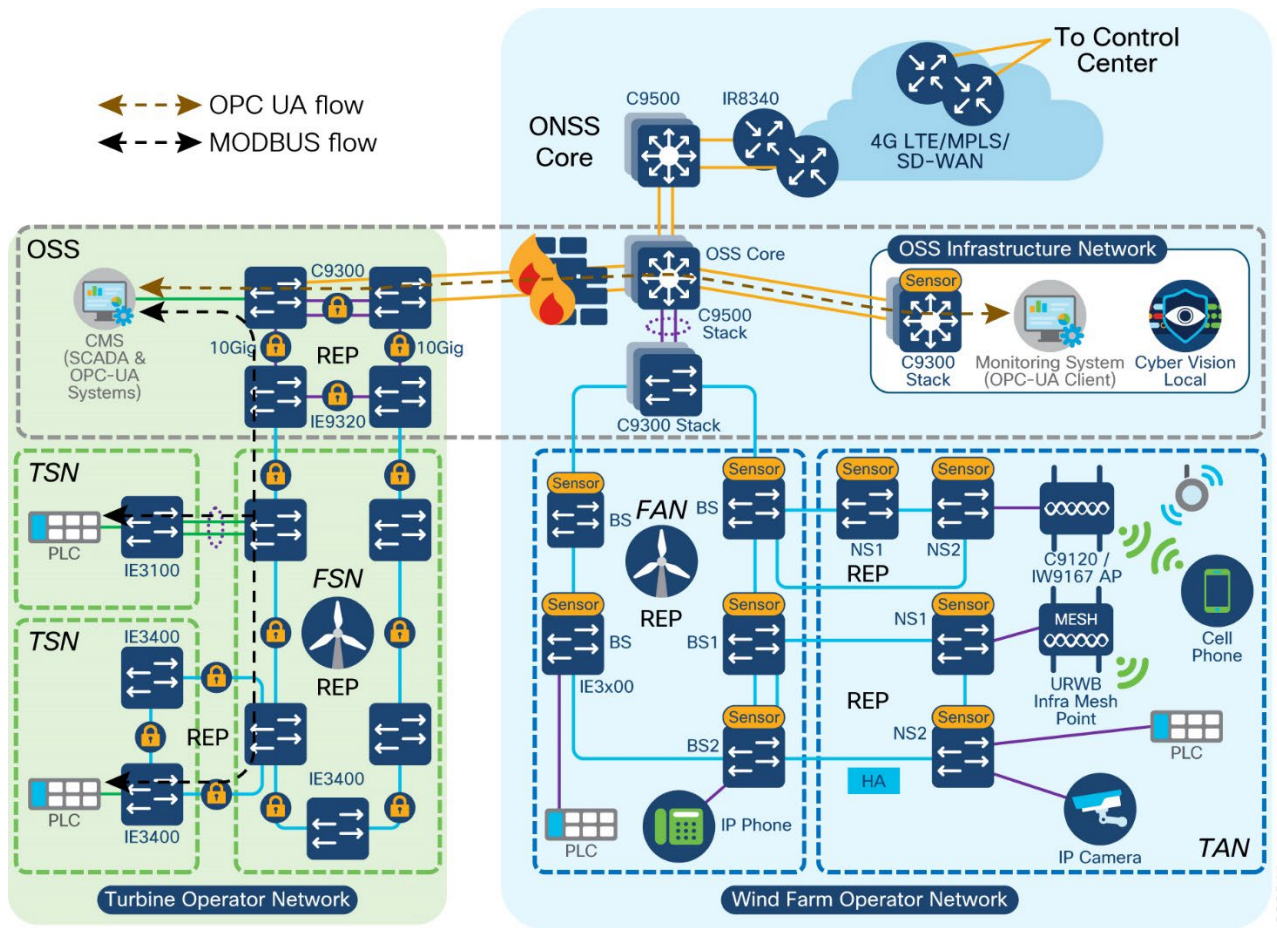 OPC UA flow
MODBUS flow
To Control
Center
C9500
IR8340
ONSS
Core
4G LTE/MPLS/
SD-WAN
OSS
C9300
OSS Core
OSS Infrastructure Network
Sensor
C9500
Stack
CMS
(SCADA &
OPC-UA
Systems)
10Gig
REP
10Gig
IE9320
C9300 Stack
C9300
Stack
Monitoring System
(OPC-UA Client)
Cyber Vision
Local
TSN
PLC
IE3100
FSN
REP
TSN
IE3400
REP
PLC
IE3400
IE3400
Sensor
BS
FAN
REP
Sensor
BS
Sensor
BS
IE3x00
Sensor
BS1
Sensor
BS2
PLC
IP Phone
Sensor
NS1
Sensor
NS2
REP
C9120 /
IW9167 AP
Cell
Phone
Sensor
NS1
MESH
URWB
Infra Mesh
Point
REP
Sensor
NS2
HA
PLC
IP Camera
TAN
Turbine Operator Network
Wind Farm Operator Network